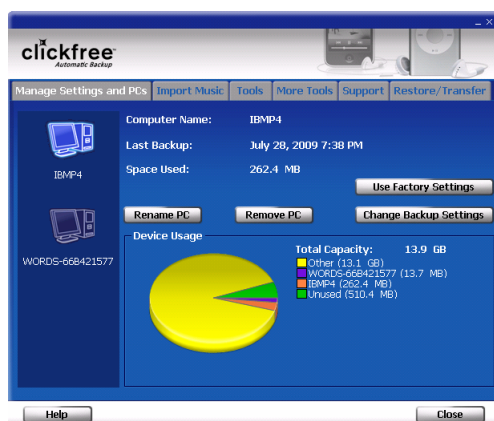 clickfree™
Automatic Backup
Manage Settings and PCs Import Music Tools More Tools Support Restore/Transfer
IBMP4
WORDS-66B421577
Computer Name: IBMP4
Last Backup: July 28, 2009 7:38 PM
Space Used: 262.4 MB
Use Factory Settings
Rename PC Remove PC Change Backup Settings
Device Usage
Total Capacity: 13.9 GB
Other (13.1 GB)
WORDS-66B421577 (13.7 MB)
IBMP4 (262.4 MB)
Unused (510.4 MB)
Help Close